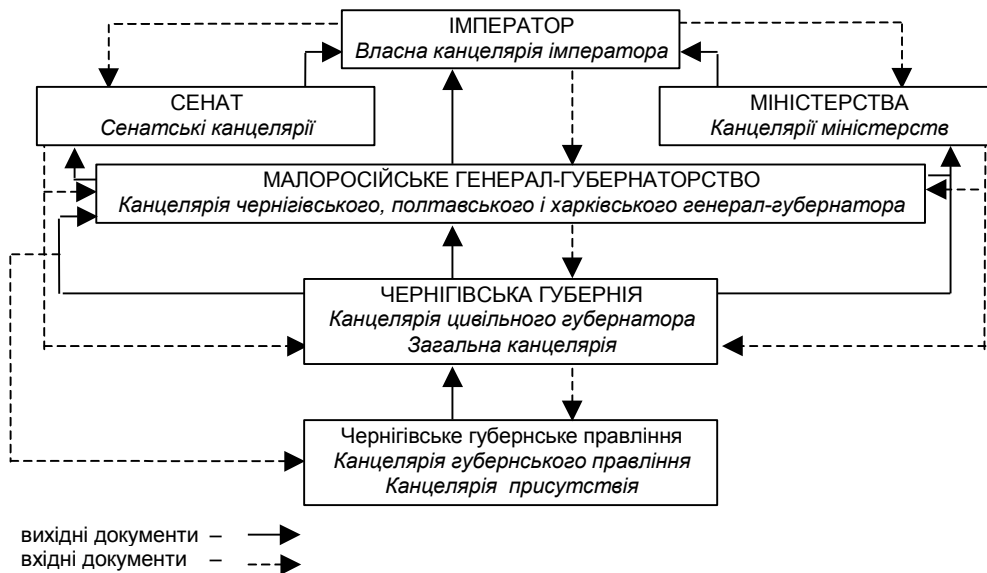 ІМПЕРАТОР
Власна канцелярія імператора
СЕНАТ
Сенатські канцелярії
МІНІСТЕРСТВА
Канцелярії міністерств
МАЛОРОСІЙСЬКЕ ГЕНЕРАЛ-ГУБЕРНАТОРСТВО
Канцелярія чернігівського, полтавського і харківського генерал-губернатора
ЧЕРНІГІВСЬКА ГУБЕРНІЯ
Канцелярія цивільного губернатора
Загальна канцелярія
Чернігівське губернське правління
Канцелярія губернського правління
Канцелярія присутствія
вихідні документи –
вхідні документи –